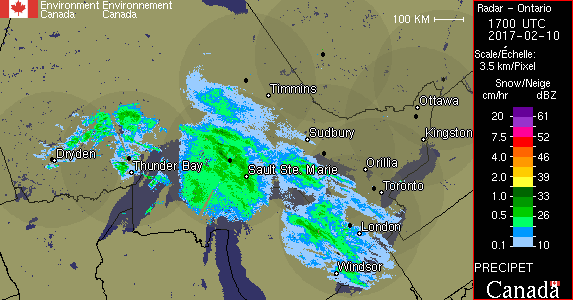 Environment Environnement
Canada Canada
100 KM
Timmins
Ottawa
Sudbury
Kingston
Dryden
Thunder Bay
Sault Ste. Marie
Orillia
Toronto
London
Windsor
Radar - Ontario
1700 UTC
2017-02-10
Scale/Échelle:
3.5 km/Pixel
Snow/Neige
cm/hr dBZ
20 61
7.5 52
4.0 46
2.0 39
1.0 33
0.5 26
0.1 10
PRECIPET
Canada